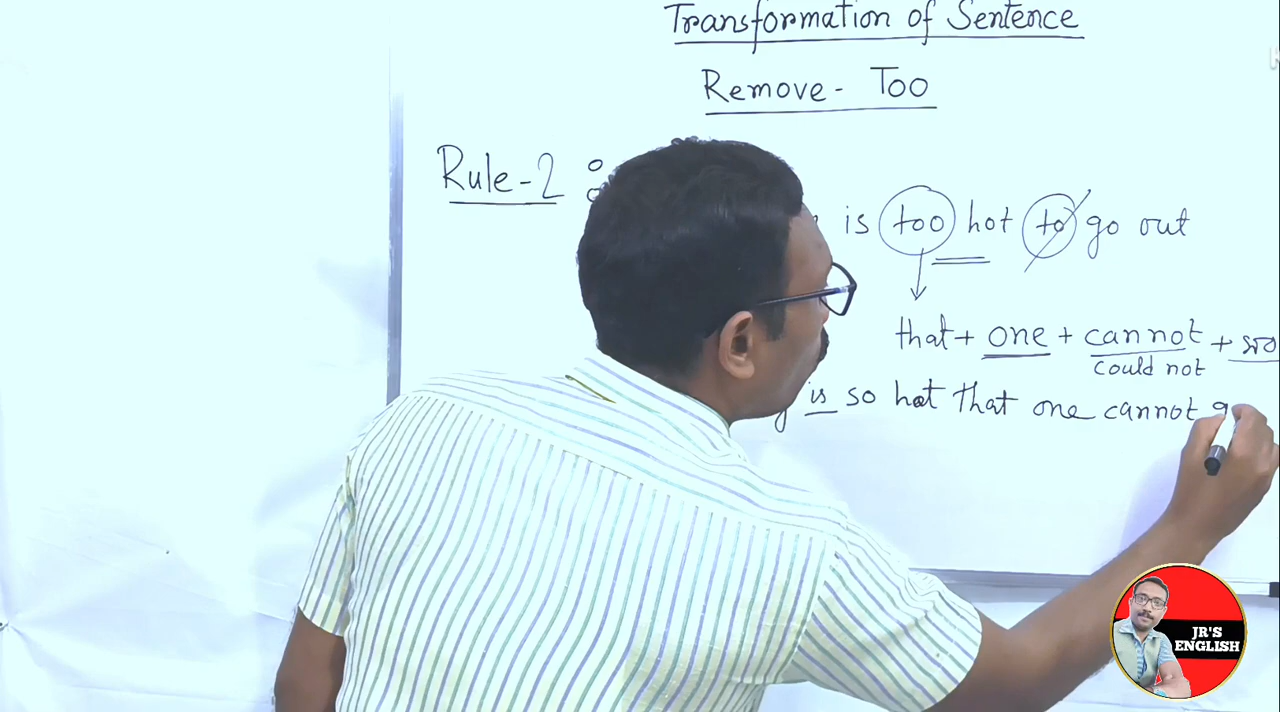 Transformation of Sentence
Remove - Too
Rule-2 :
is too hot to go out
that + one + cannot +
could not
is so hot that one cannot g
JR'S
ENGLISH